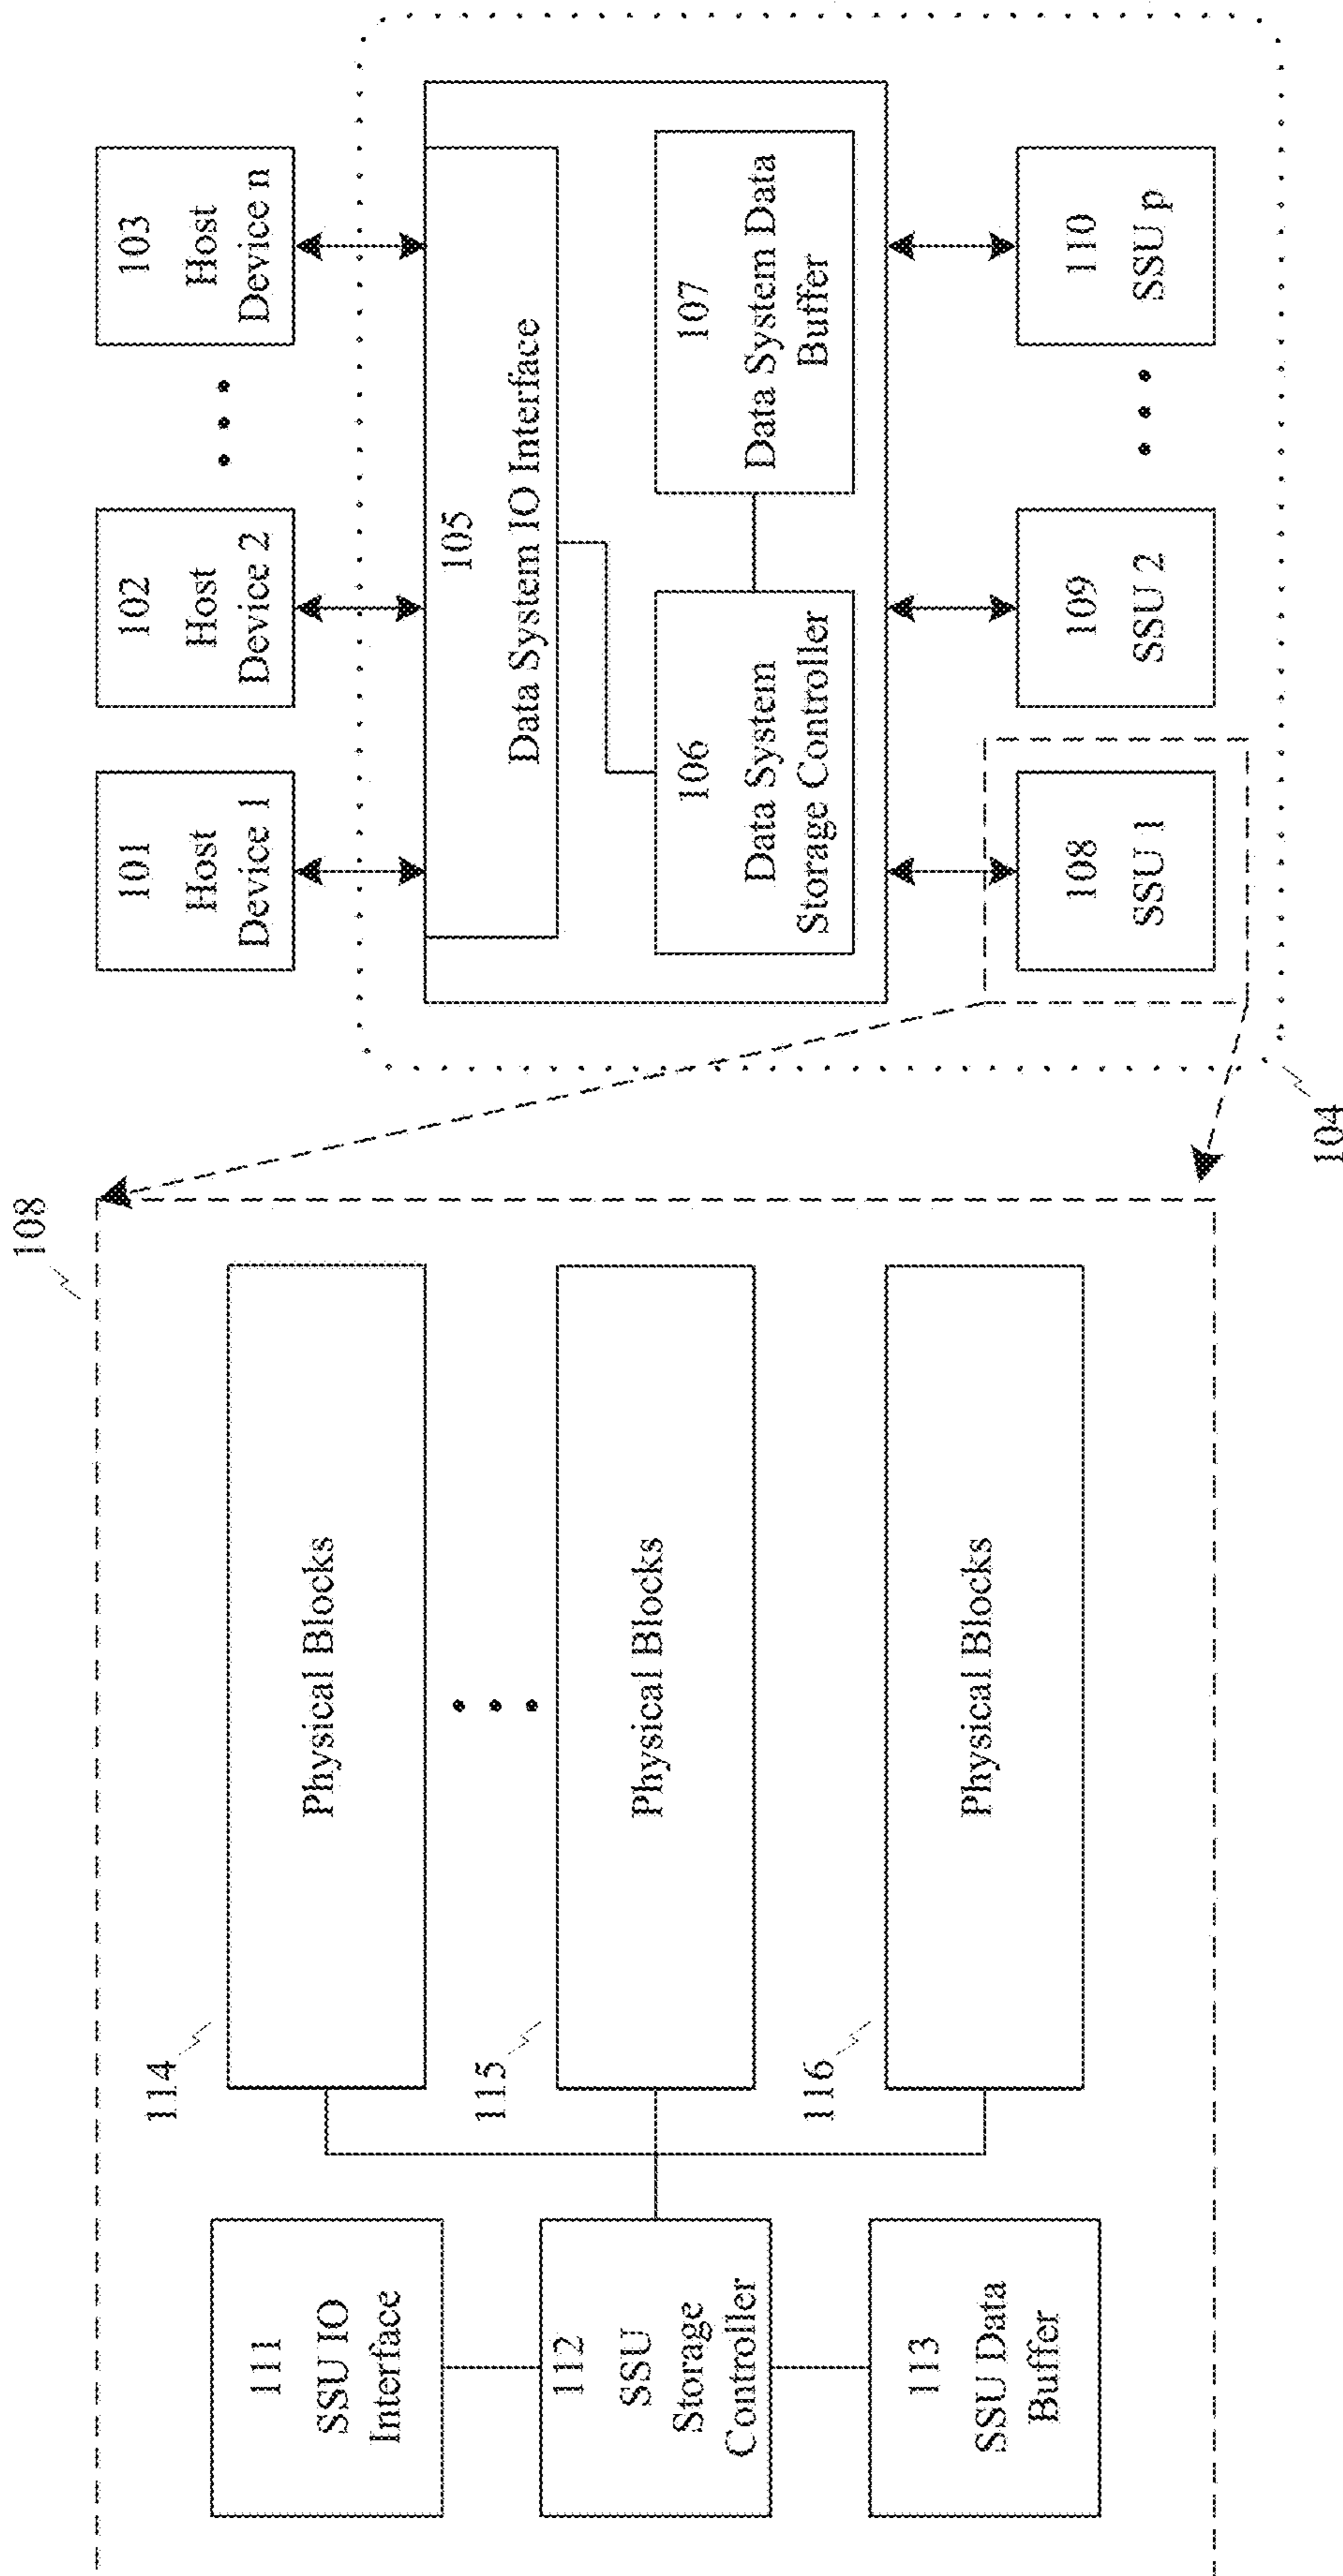 108
111
SSU IO
Interface
112
SSU
Storage
Controller
113
SSU Data
Buffer
114
Physical Blocks
115
Physical Blocks
116
Physical Blocks
101
Host
Device 1
102
Host
Device 2
103
Host
Device n
105
Data System IO Interface
106
Data System
Storage Controller
107
Data System Data
Buffer
108
SSU 1
109
SSU 2
110
SSU p
104